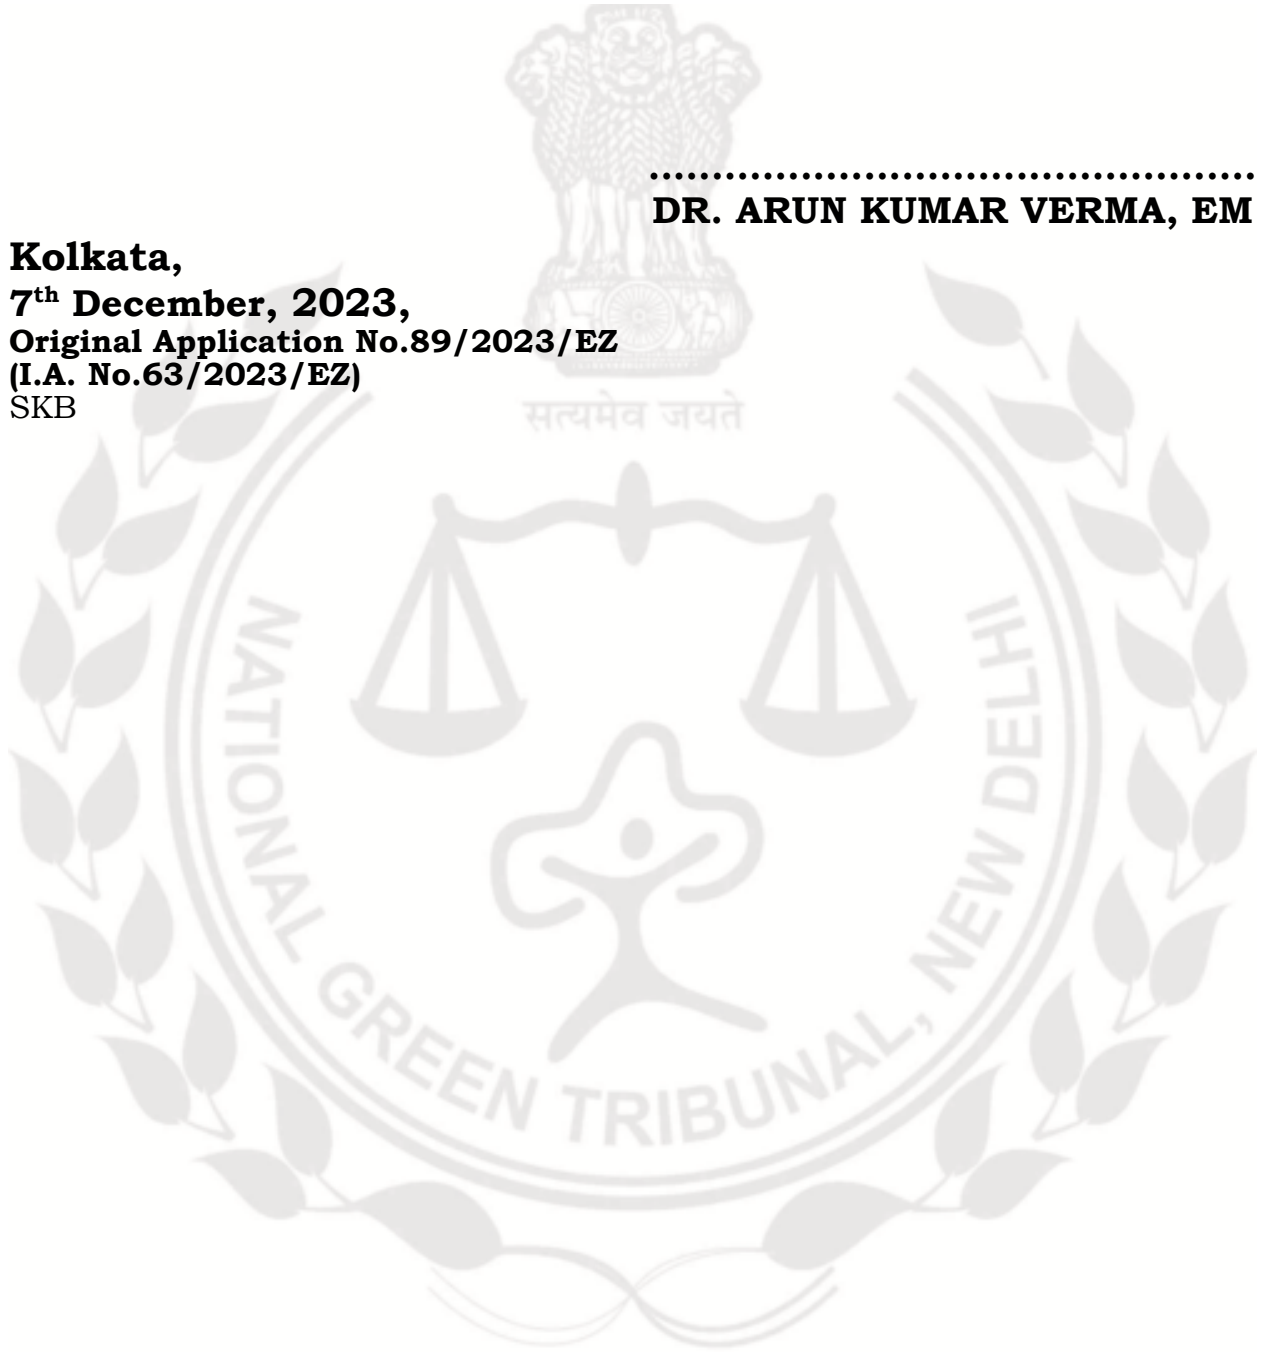 ................................................
DR. ARUN KUMAR VERMA, EM
Kolkata,
7th December, 2023,
Original Application No.89/2023/EZ
(I.A. No.63/2023/EZ)
SKB
सत्यमेव जयते
NATIONAL GREEN TRIBUNAL, NEW DELHI